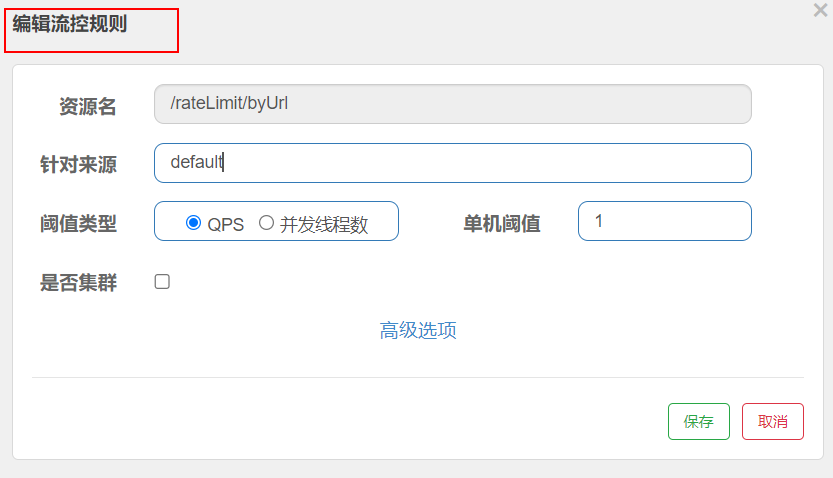 编辑流控规则
资源名 /rateLimit/byUrl
针对来源 default
阈值类型 QPS 并发线程数 单机阈值 1
是否集群
高级选项
保存 取消